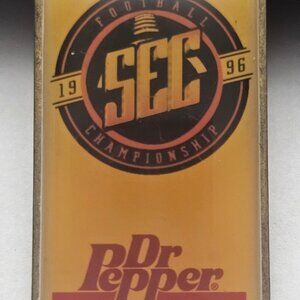 FOOTBALL
SEC
19 96
CHAMPIONSHIP
Dr
Pepper®